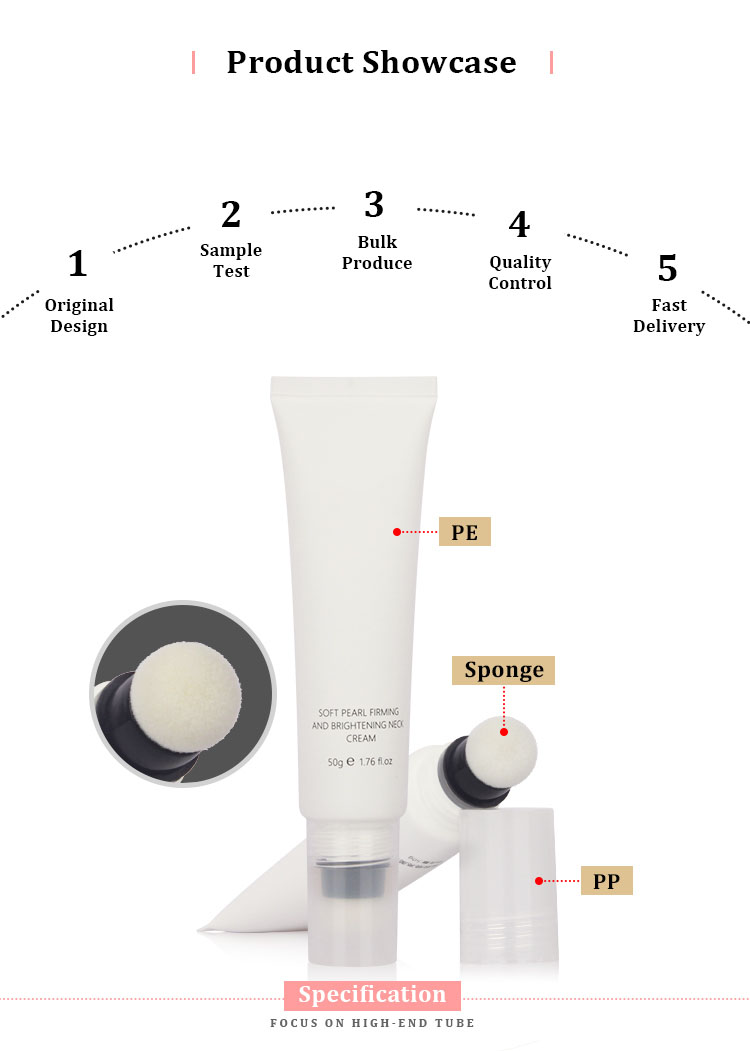 Product Showcase
1
Original
Design
2
Sample
Test
3
Bulk
Produce
4
Quality
Control
5
Fast
Delivery
PE
Sponge
SOFT PEARL FIRMING
AND BRIGHTENING NECK
CREAM
50g ℮ 1.76 fl.oz
PP
Specification
FOCUS ON HIGH-END TUBE